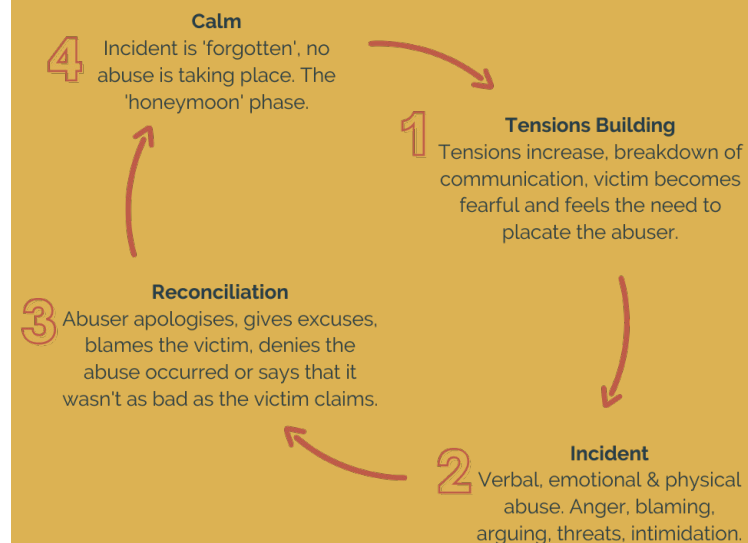 4
Calm
Incident is 'forgotten', no
abuse is taking place. The
'honeymoon' phase.
1
Tensions Building
Tensions increase, breakdown of
communication, victim becomes
fearful and feels the need to
placate the abuser.
2
Incident
Verbal, emotional & physical
abuse. Anger, blaming,
arguing, threats, intimidation.
3
Reconciliation
Abuser apologises, gives excuses,
blames the victim, denies the
abuse occurred or says that it
wasn't as bad as the victim claims.